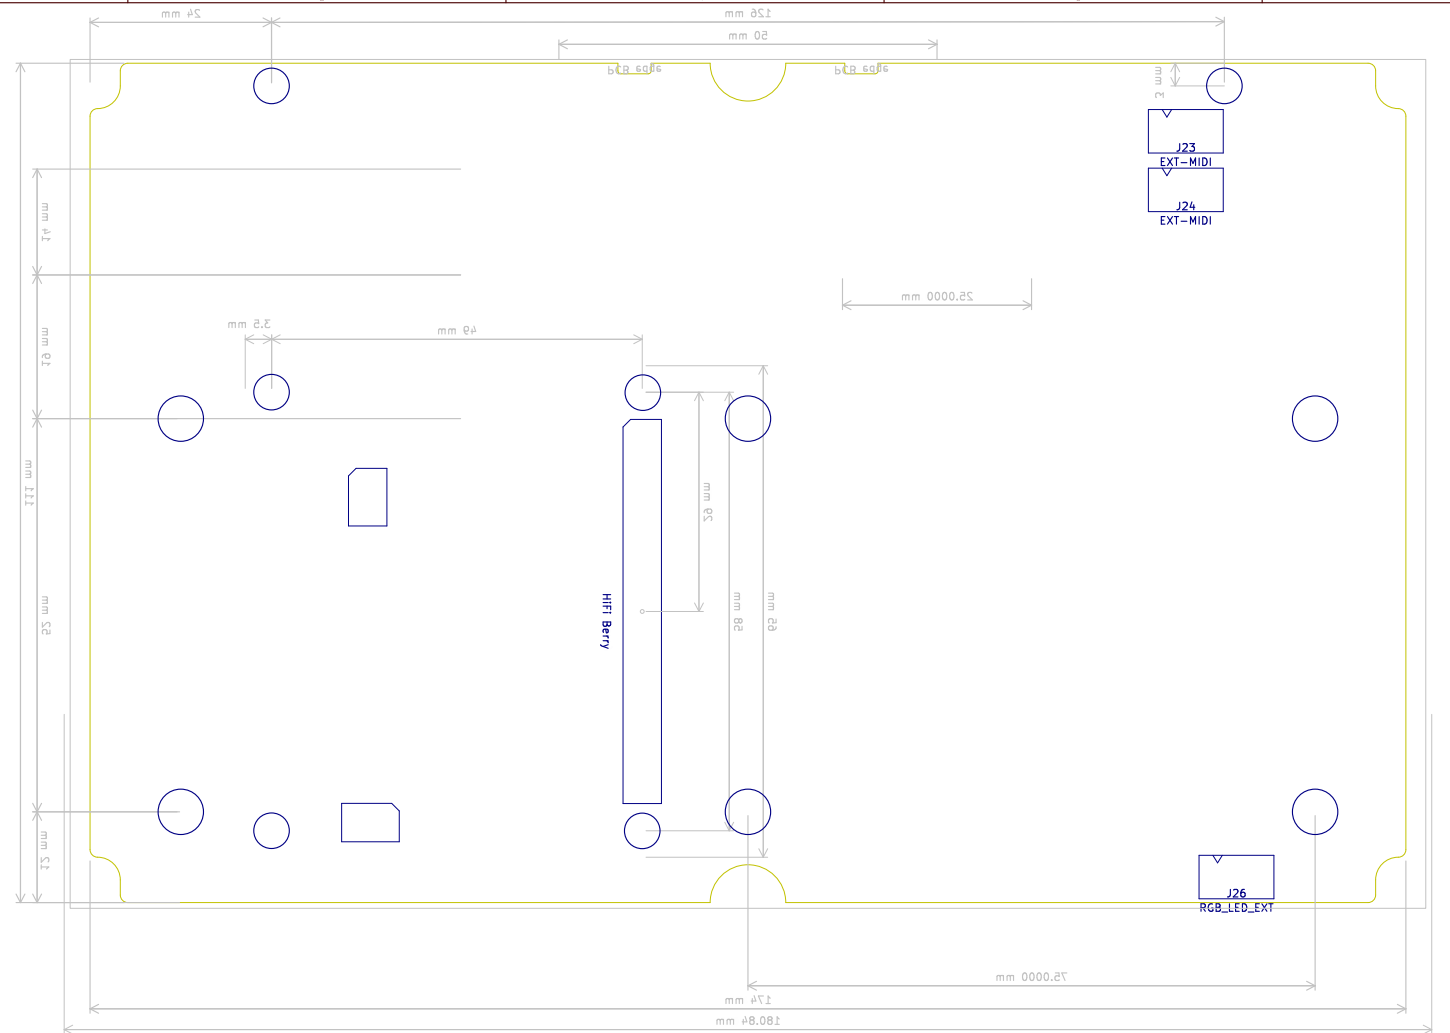 24 mm
126 mm
50 mm
PCB edge
PCB edge
3 mm
J23
EXT-MIDI
J24
EXT-MIDI
14 mm
25.0000 mm
3.5 mm
49 mm
19 mm
111 mm
29 mm
52 mm
HiFi Berry
58 mm
65 mm
12 mm
J26
RGB_LED_EXT
75.0000 mm
174 mm
180.84 mm